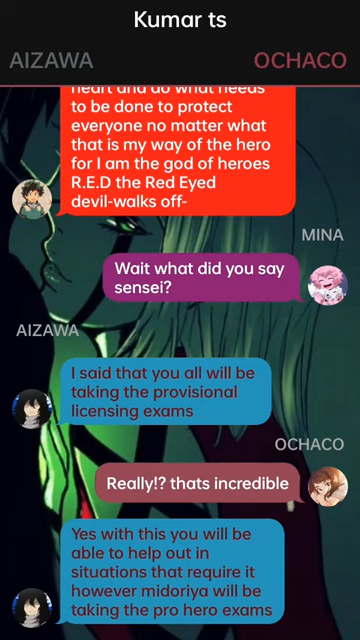 Kumar ts
AIZAWA
OCHACO
heart and do what needs
to be done to protect
everyone no matter what
that is my way of the hero
for I am the god of heroes
R.E.D the Red Eyed
devil-walks off-
MINA
Wait what did you say
sensei?
AIZAWA
I said that you all will be
taking the provisional
licensing exams
OCHACO
Really!? thats incredible
Yes with this you will be
able to help out in
situations that require it
however midoriya will be
taking the pro hero exams